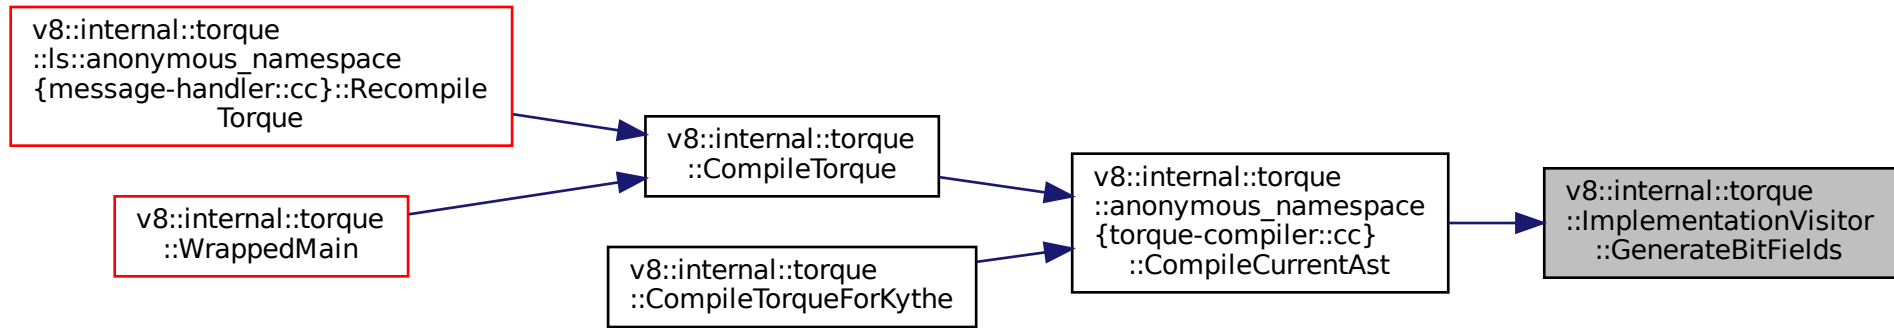 v8::internal::torque
::ls::anonymous_namespace
{message-handler::cc}::Recompile
Torque
v8::internal::torque
::WrappedMain
v8::internal::torque
::CompileTorque
v8::internal::torque
::CompileTorqueForKythe
v8::internal::torque
::anonymous_namespace
{torque-compiler::cc}
::CompileCurrentAst
v8::internal::torque
::ImplementationVisitor
::GenerateBitFields